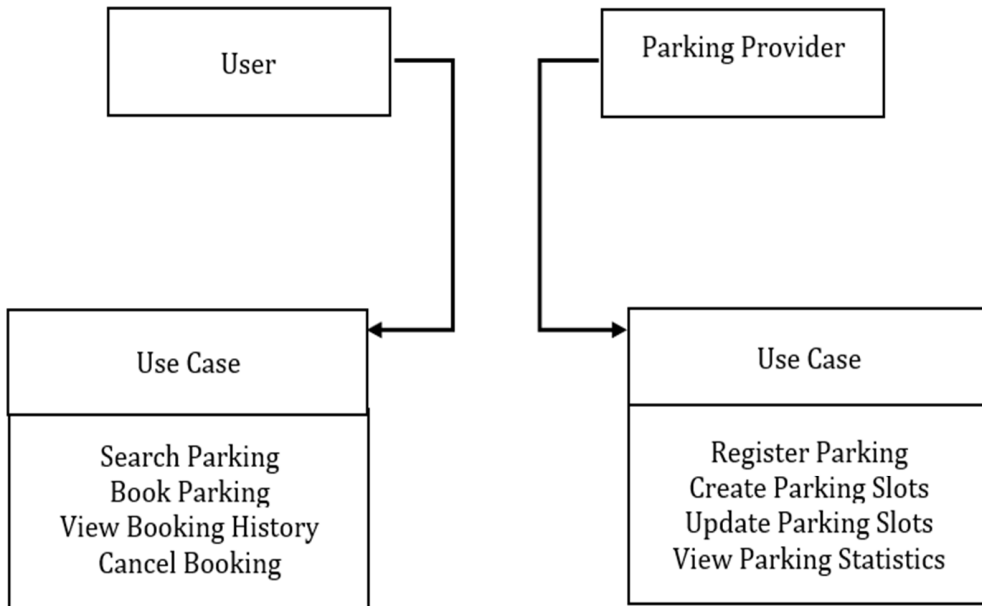 User
Parking Provider
Use Case
Search Parking
Book Parking
View Booking History
Cancel Booking
Use Case
Register Parking
Create Parking Slots
Update Parking Slots
View Parking Statistics